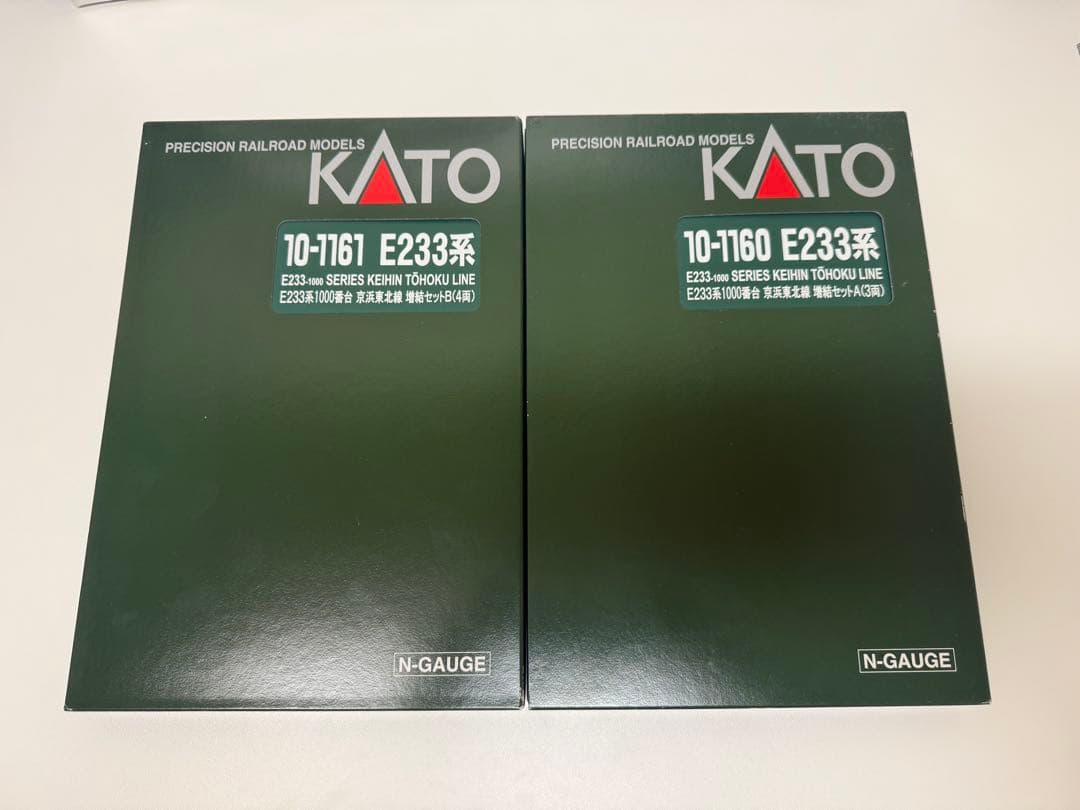 PRECISION RAILROAD MODELS
KATO
10-1161 E233系
E233-1000 SERIES KEIHIN TŌHOKU LINE
E233系1000番台 京浜東北線 増結セットB(4両)
N-GAUGE
PRECISION RAILROAD MODELS
KATO
10-1160 E233系
E233-1000 SERIES KEIHIN TŌHOKU LINE
E233系1000番台 京浜東北線 増結セットA(3両)
N-GAUGE